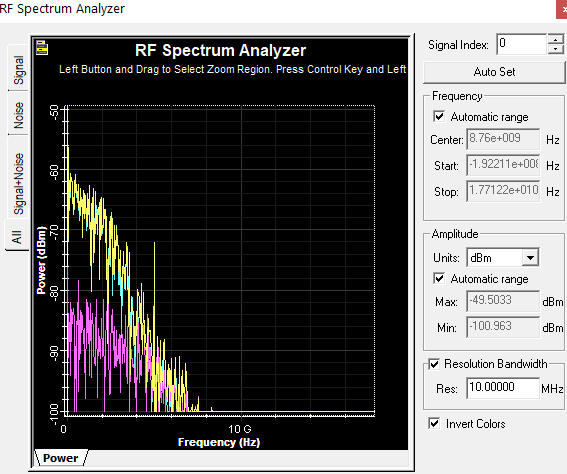 RF Spectrum Analyzer
RF Spectrum Analyzer
Left Button and Drag to Select Zoom Region. Press Control Key and Left
Signal
Noise
Signal+Noise
All
Power (dBm)
-50
-60
-70
-80
-90
-100
0
10 G
Frequency (Hz)
Power
Signal Index: 0
Auto Set
Frequency
Automatic range
Center: 8.76e+009 Hz
Start: -1.92211e+008 Hz
Stop: 1.77122e+010 Hz
Amplitude
Units: dBm
Automatic range
Max: -49.5033 dBm
Min: -100.963 dBm
Resolution Bandwidth
Res: 10.00000 MHz
Invert Colors